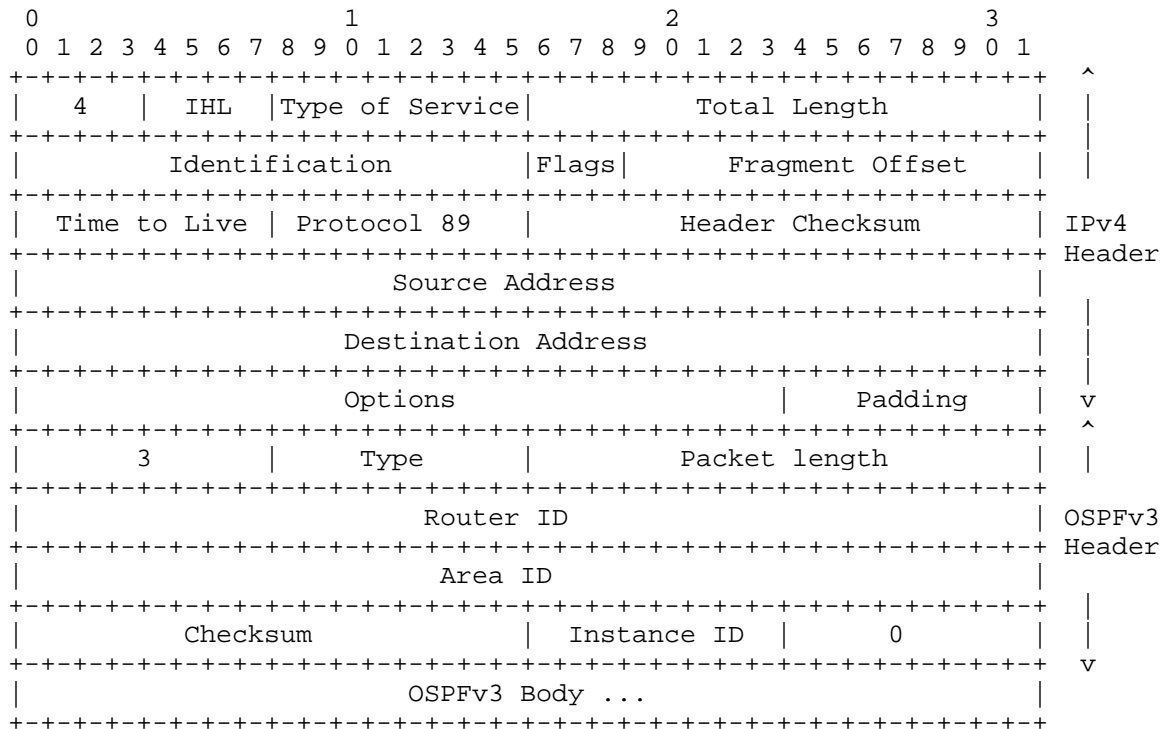 0                   1                   2                   3
 0 1 2 3 4 5 6 7 8 9 0 1 2 3 4 5 6 7 8 9 0 1 2 3 4 5 6 7 8 9 0 1
+-+-+-+-+-+-+-+-+-+-+-+-+-+-+-+-+-+-+-+-+-+-+-+-+-+-+-+-+-+-+-+-+  ^
|   4   |  IHL  |Type of Service|          Total Length         |  |
+-+-+-+-+-+-+-+-+-+-+-+-+-+-+-+-+-+-+-+-+-+-+-+-+-+-+-+-+-+-+-+-+  |
|         Identification        |Flags|      Fragment Offset    |  |
+-+-+-+-+-+-+-+-+-+-+-+-+-+-+-+-+-+-+-+-+-+-+-+-+-+-+-+-+-+-+-+-+
|  Time to Live | Protocol 89   |         Header Checksum       | IPv4
+-+-+-+-+-+-+-+-+-+-+-+-+-+-+-+-+-+-+-+-+-+-+-+-+-+-+-+-+-+-+-+-+ Header
|                       Source Address                          |
+-+-+-+-+-+-+-+-+-+-+-+-+-+-+-+-+-+-+-+-+-+-+-+-+-+-+-+-+-+-+-+-+  |
|                    Destination Address                        |  |
+-+-+-+-+-+-+-+-+-+-+-+-+-+-+-+-+-+-+-+-+-+-+-+-+-+-+-+-+-+-+-+-+  |
|                    Options                    |    Padding    |  v
+-+-+-+-+-+-+-+-+-+-+-+-+-+-+-+-+-+-+-+-+-+-+-+-+-+-+-+-+-+-+-+-+  ^
|       3       |     Type      |         Packet length         |  |
+-+-+-+-+-+-+-+-+-+-+-+-+-+-+-+-+-+-+-+-+-+-+-+-+-+-+-+-+-+-+-+-+
|                         Router ID                             | OSPFv3
+-+-+-+-+-+-+-+-+-+-+-+-+-+-+-+-+-+-+-+-+-+-+-+-+-+-+-+-+-+-+-+-+ Header
|                          Area ID                              |
+-+-+-+-+-+-+-+-+-+-+-+-+-+-+-+-+-+-+-+-+-+-+-+-+-+-+-+-+-+-+-+-+  |
|          Checksum             |  Instance ID  |      0        |  |
+-+-+-+-+-+-+-+-+-+-+-+-+-+-+-+-+-+-+-+-+-+-+-+-+-+-+-+-+-+-+-+-+  v
|                        OSPFv3 Body ...                        |
+-+-+-+-+-+-+-+-+-+-+-+-+-+-+-+-+-+-+-+-+-+-+-+-+-+-+-+-+-+-+-+-+